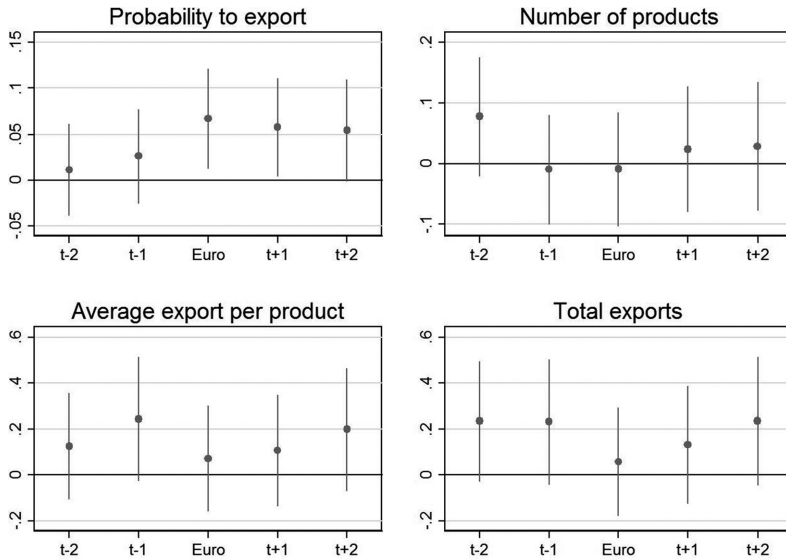 Probability to export
.15
.1
.05
0
-.05
t-2 t-1 Euro t+1 t+2
Number of products
.2
.1
0
-.1
t-2 t-1 Euro t+1 t+2
Average export per product
.6
.4
.2
0
-.2
t-2 t-1 Euro t+1 t+2
Total exports
.6
.4
.2
0
-.2
t-2 t-1 Euro t+1 t+2